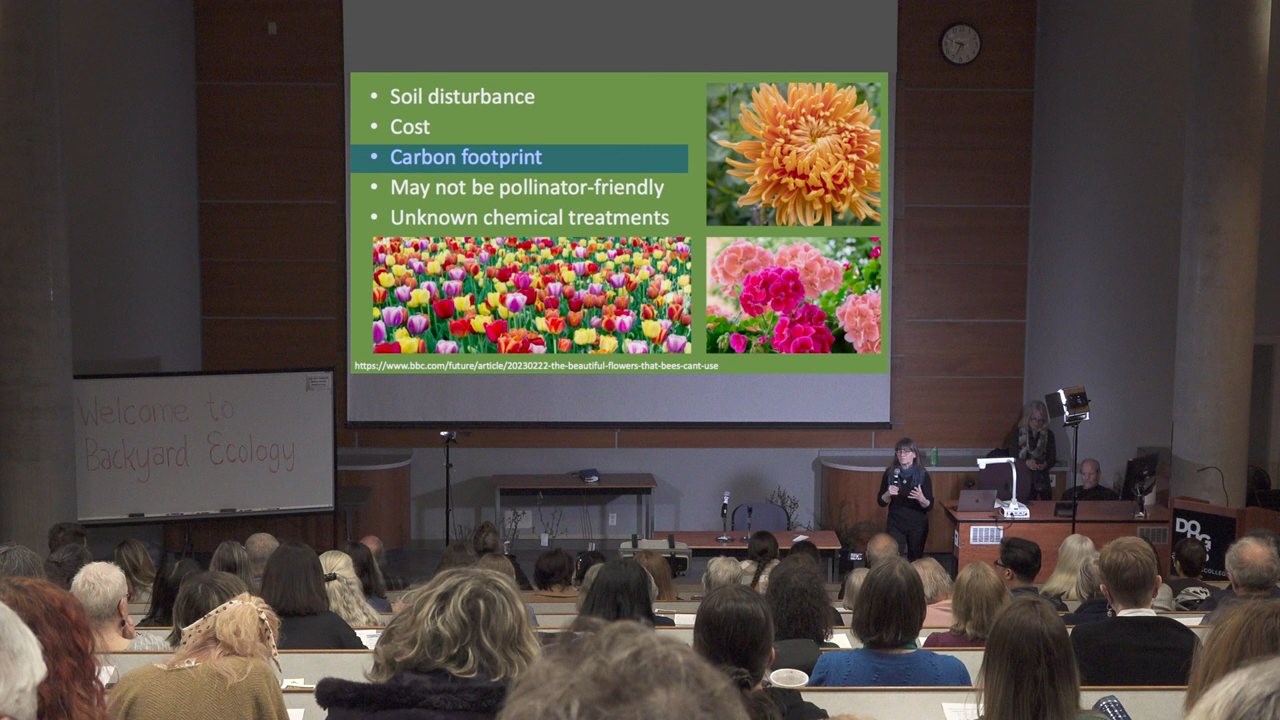 • Soil disturbance
• Cost
• Carbon footprint
• May not be pollinator-friendly
• Unknown chemical treatments
https://www.bbc.com/future/article/20230222-the-beautiful-flowers-that-bees-cant-use
Welcome to
Backyard Ecology